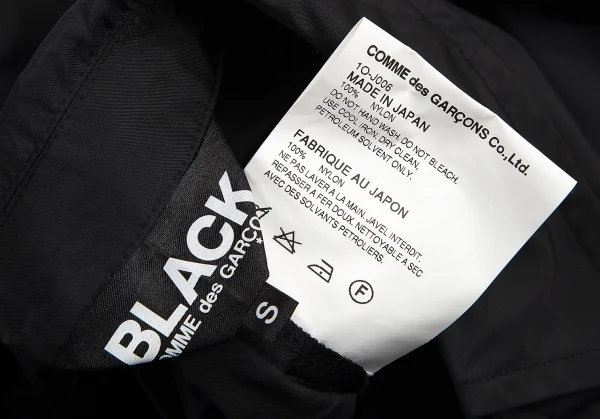 BLACK
COMME des GARÇO
S
COMME des GARÇONS Co.,Ltd.
1O-J006
MADE IN JAPAN
100% NYLON
DO NOT HAND WASH. DO NOT BLEACH.
USE COOL IRON. DRY CLEAN.
PETROLEUM SOLVENT ONLY.
FABRIQUE AU JAPON
100% NYLON
NE PAS LAVER A LA MAIN. JAVEL INTERDIT.
REPASSER A FER DOUX. NETTOYABLE A SEC
AVEC DES SOLVANTS PETROLIERS.
F